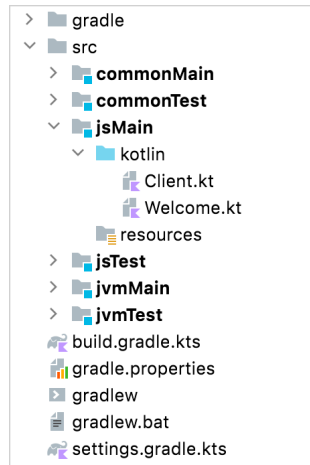 gradle
src
commonMain
commonTest
jsMain
kotlin
Client.kt
Welcome.kt
resources
jsTest
jvmMain
jvmTest
build.gradle.kts
gradle.properties
gradlew
gradlew.bat
settings.gradle.kts